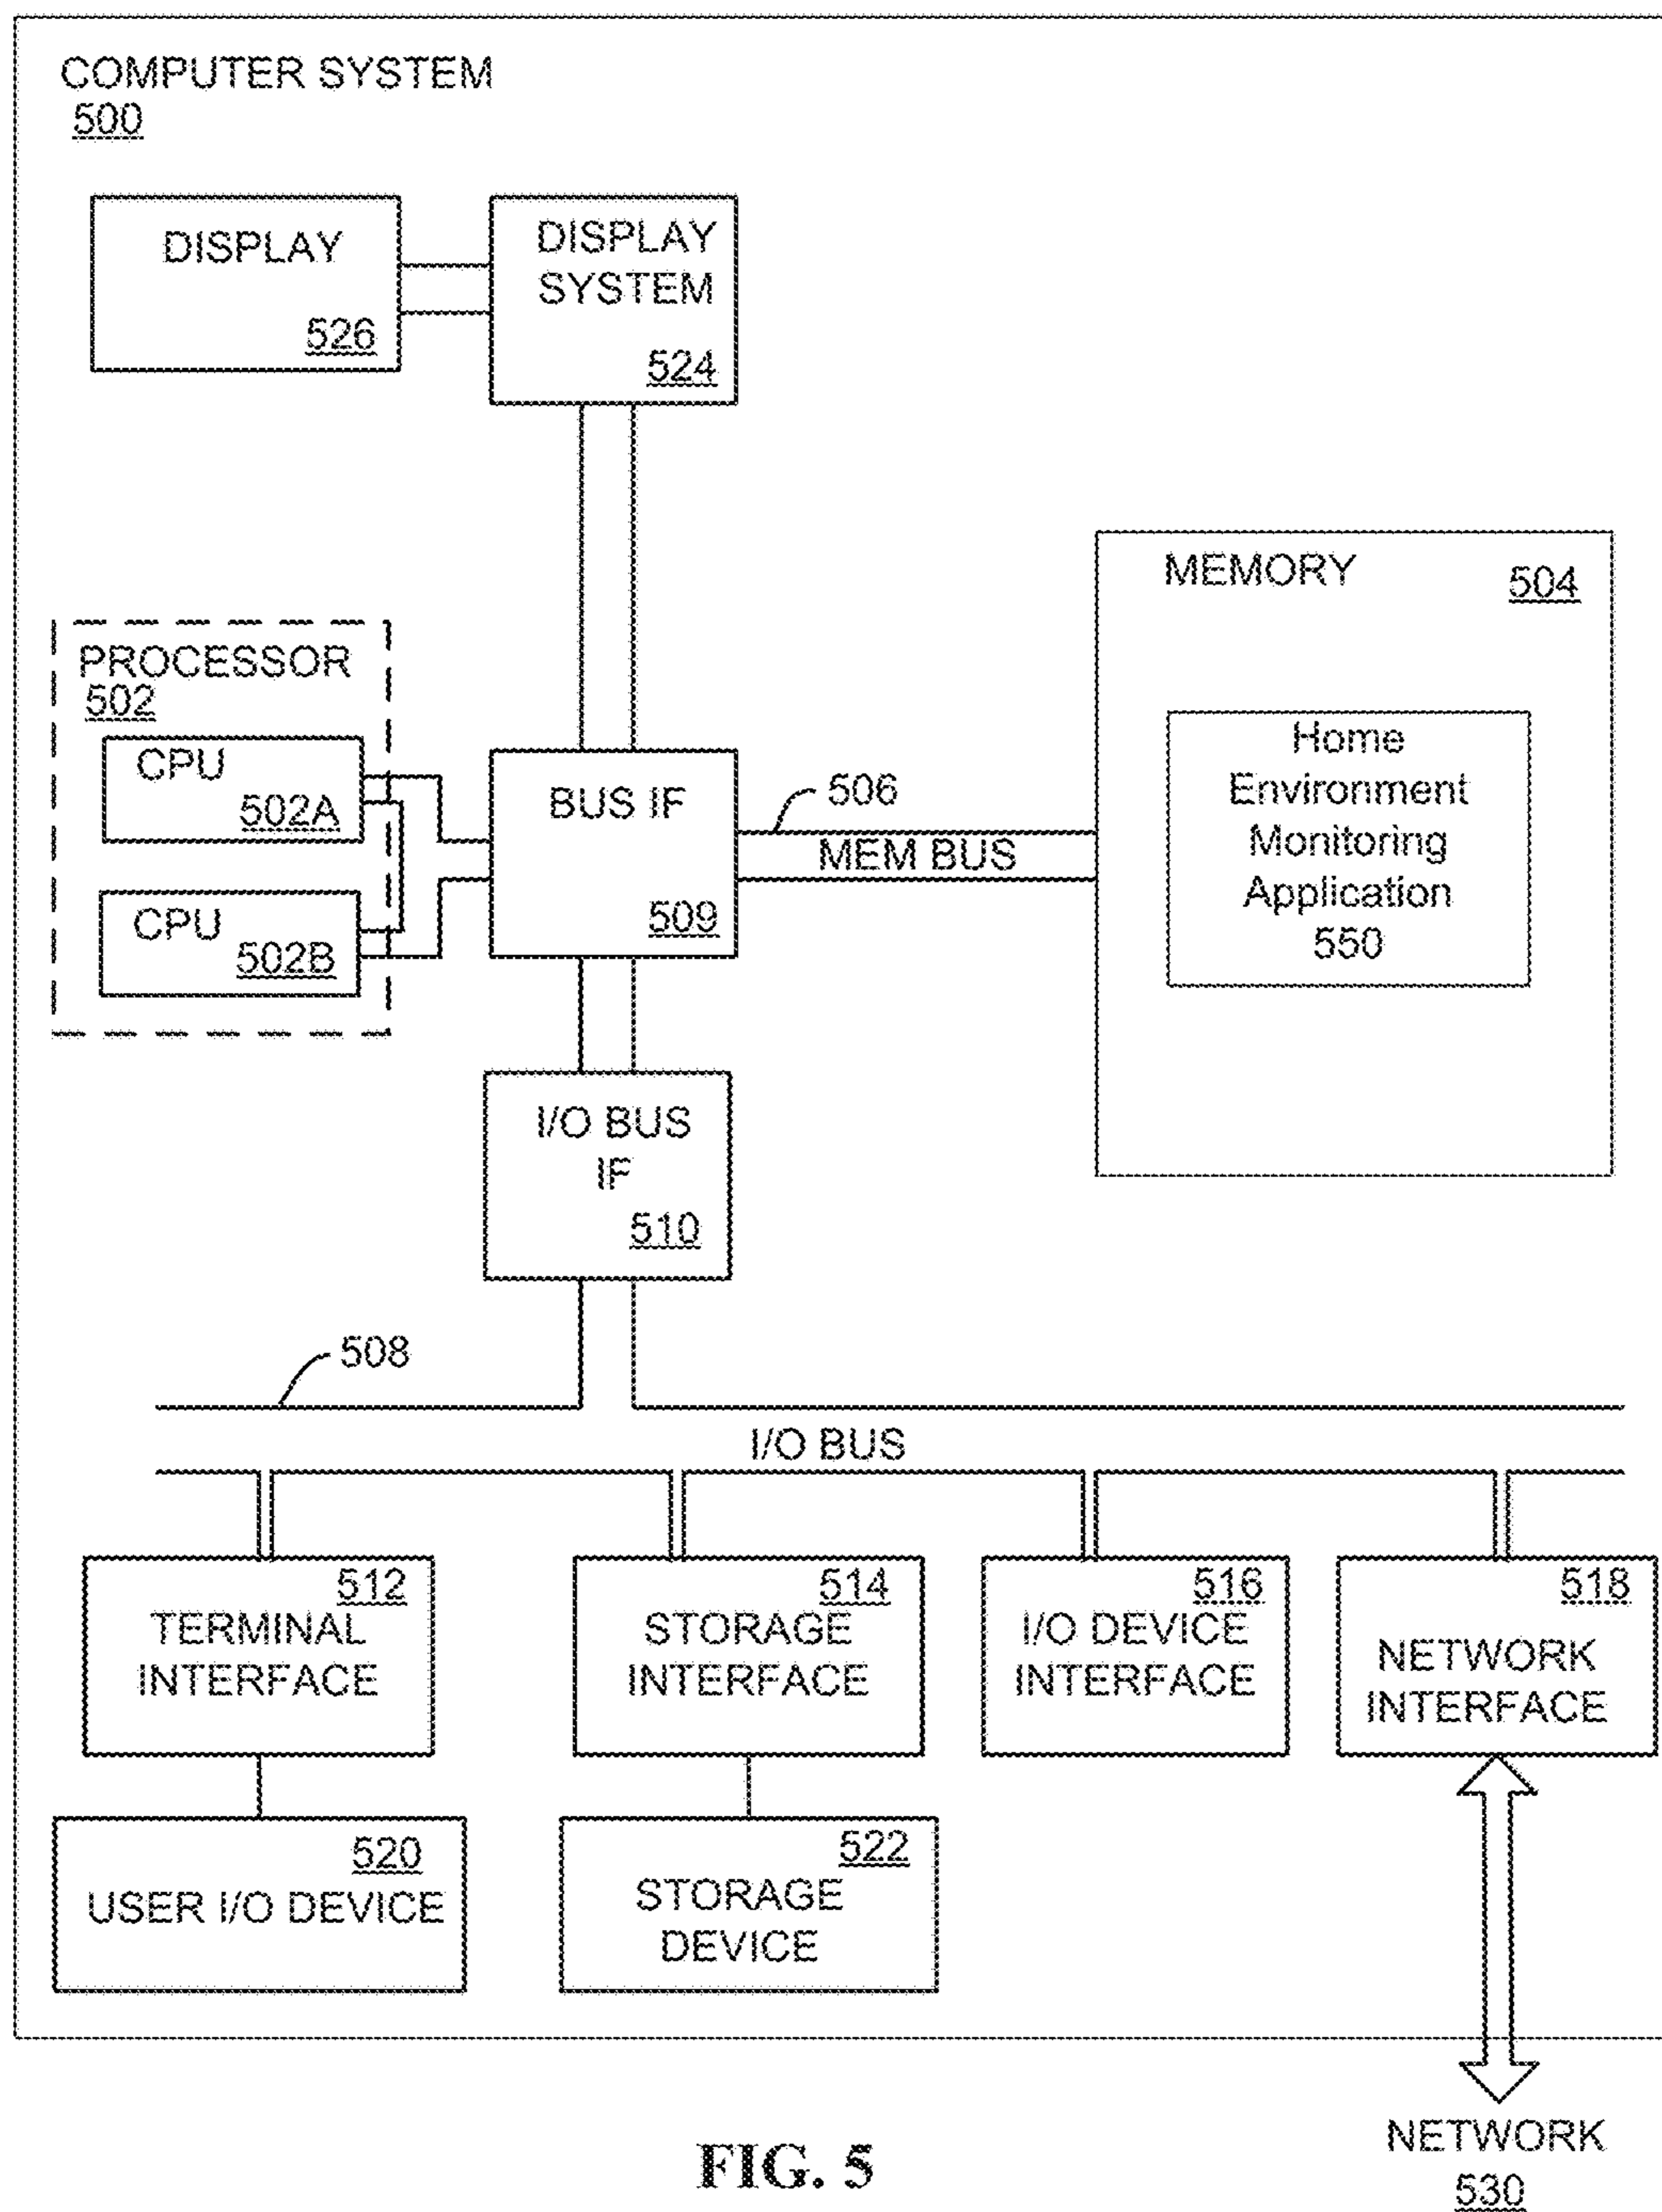 COMPUTER SYSTEM
500
DISPLAY
526
DISPLAY
SYSTEM
524
MEMORY
504
Home
Environment
Monitoring
Application
550
PROCESSOR
502
CPU
502A
CPU
502B
BUS IF
509
506
MEM BUS
I/O BUS
IF
510
508
I/O BUS
512
TERMINAL
INTERFACE
514
STORAGE
INTERFACE
516
I/O DEVICE
INTERFACE
518
NETWORK
INTERFACE
520
USER I/O DEVICE
522
STORAGE
DEVICE
NETWORK
530
FIG. 5